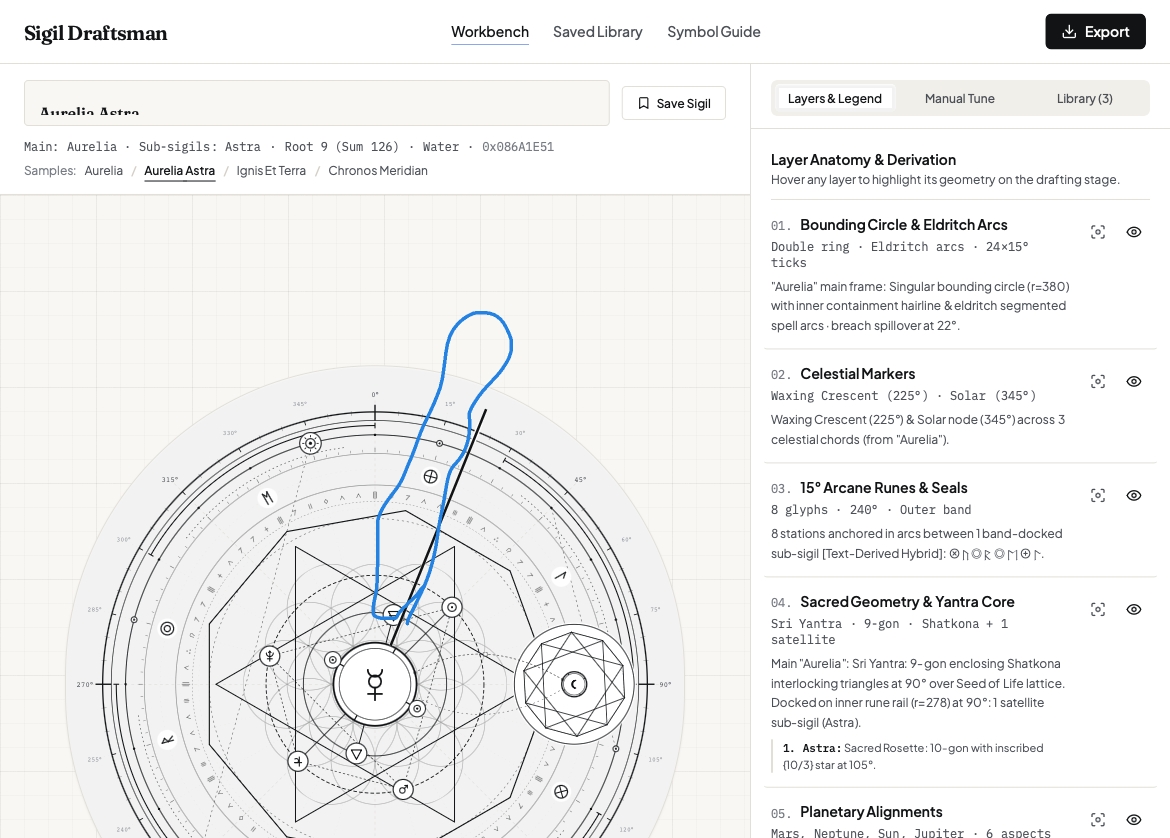 Sigil Draftsman
Workbench Saved Library Symbol Guide
Export
Aurelia Astra
Save Sigil
Main: Aurelia · Sub-sigils: Astra · Root 9 (Sum 126) · Water · 0x086A1E51
Samples: Aurelia / Aurelia Astra / Ignis Et Terra / Chronos Meridian
0°
15°
30°
45°
60°
75°
90°
105°
120°
240°
255°
270°
285°
300°
315°
330°
345°
Layers & Legend Manual Tune Library (3)
Layer Anatomy & Derivation
Hover any layer to highlight its geometry on the drafting stage.
01. Bounding Circle & Eldritch Arcs
Double ring · Eldritch arcs · 24×15°
ticks
"Aurelia" main frame: Singular bounding circle (r=380)
with inner containment hairline & eldritch segmented
spell arcs · breach spillover at 22°.
02. Celestial Markers
Waxing Crescent (225°) · Solar (345°)
Waxing Crescent (225°) & Solar node (345°) across 3
celestial chords (from "Aurelia").
03. 15° Arcane Runes & Seals
8 glyphs · 240° · Outer band
8 stations anchored in arcs between 1 band-docked
sub-sigil [Text-Derived Hybrid]:
04. Sacred Geometry & Yantra Core
Sri Yantra · 9-gon · Shatkona + 1
satellite
Main "Aurelia": Sri Yantra: 9-gon enclosing Shatkona
interlocking triangles at 90° over Seed of Life lattice.
Docked on inner rune rail (r=278) at 90°: 1 satellite
sub-sigil (Astra).
1. Astra: Sacred Rosette: 10-gon with inscribed
{10/3} star at 105°.
05. Planetary Alignments
Mars, Neptune, Sun, Jupiter · 6 aspects